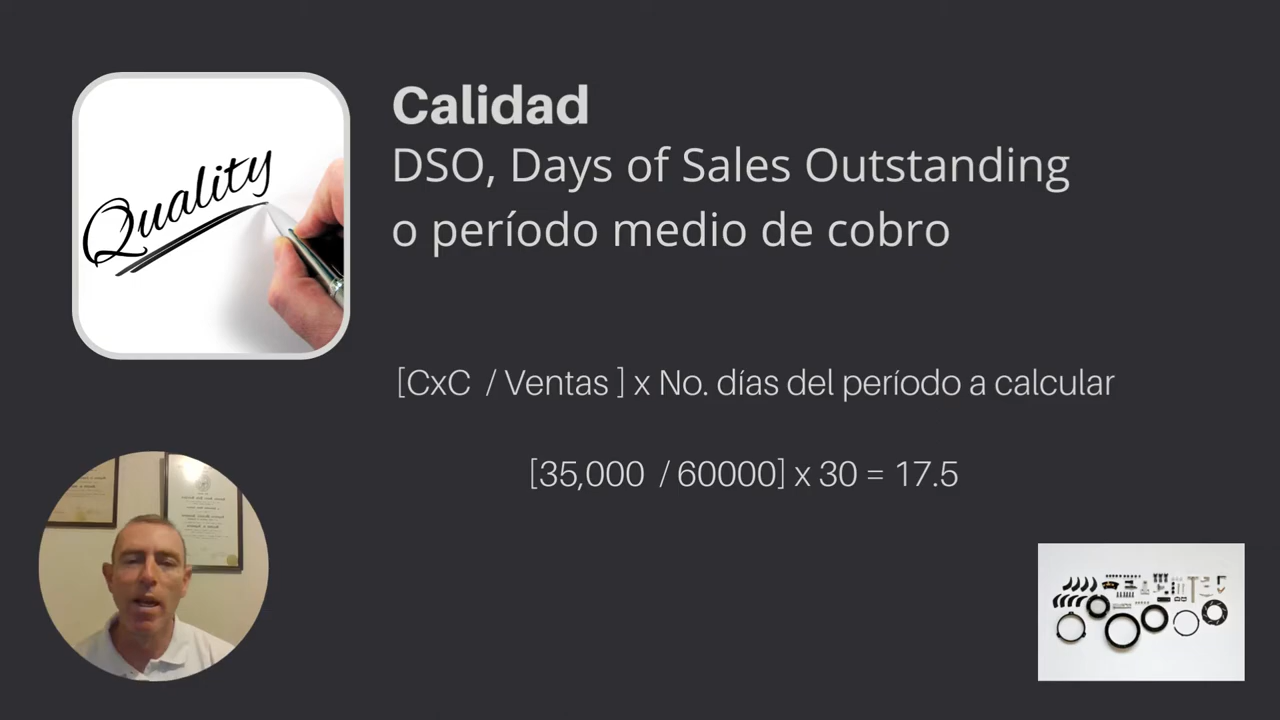 Quality
Calidad
DSO, Days of Sales Outstanding
o período medio de cobro
[CxC / Ventas ] x No. días del período a calcular
[35,000 / 60000] x 30 = 17.5